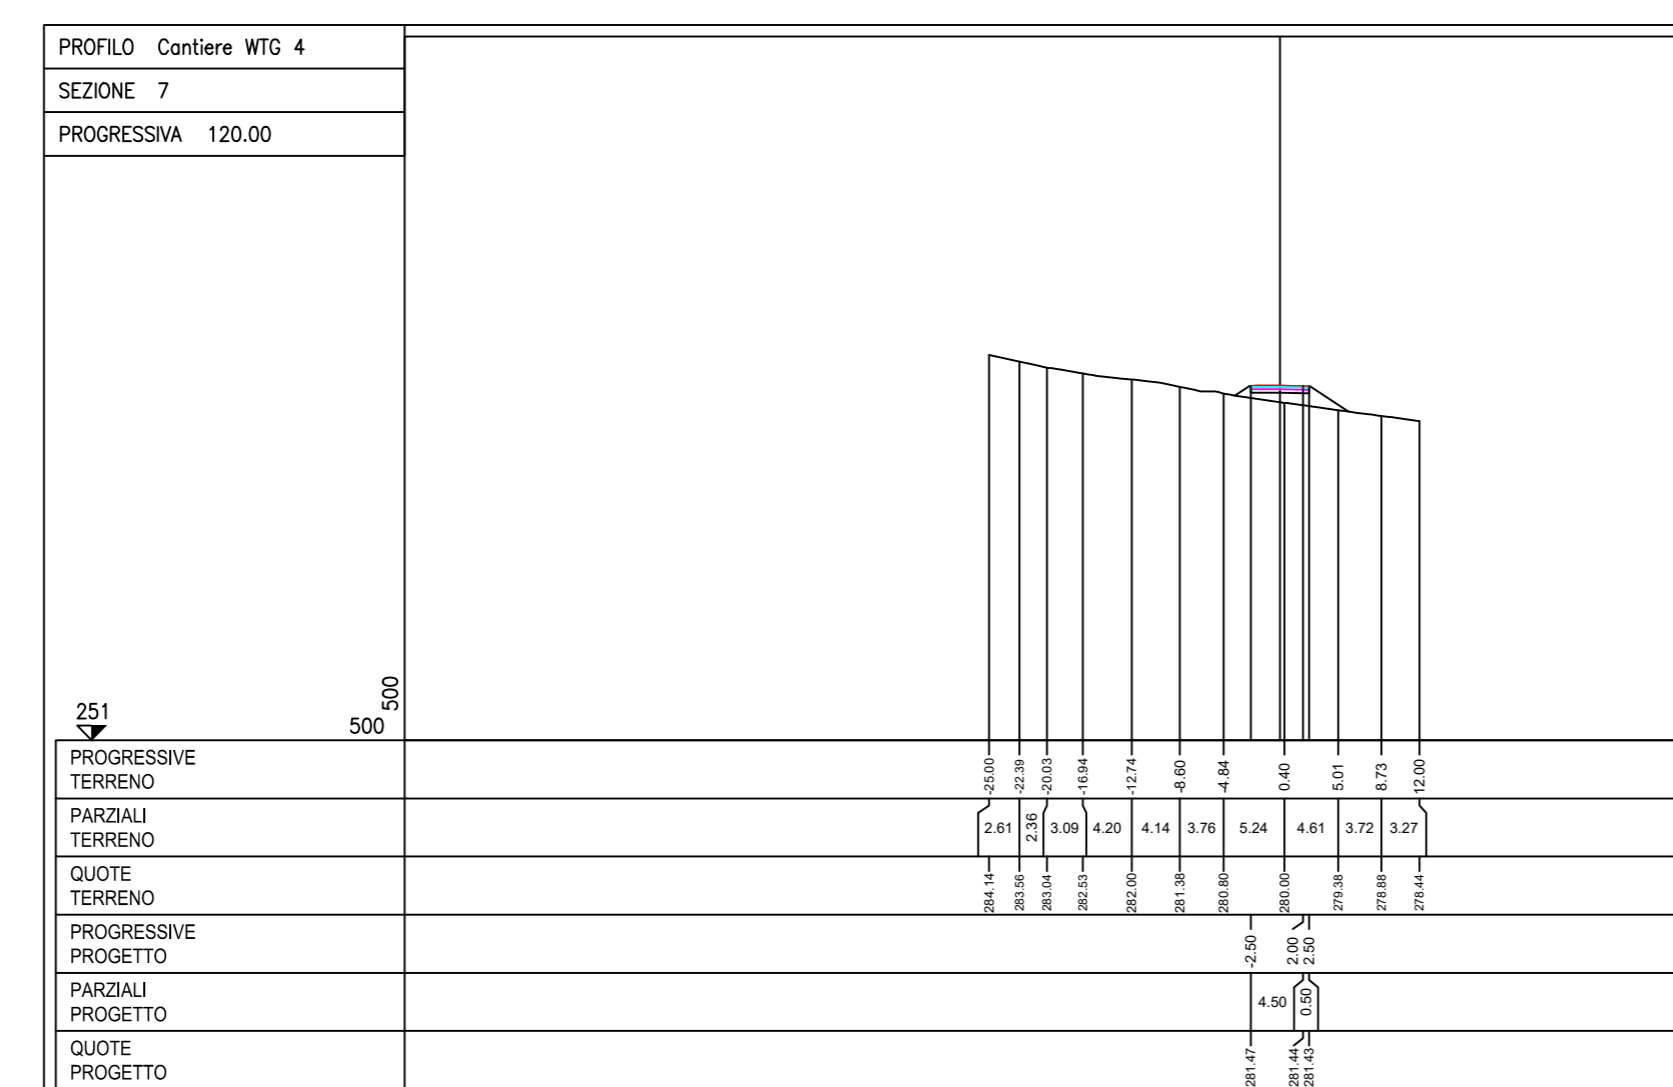 PROFILO Cantiere WTG 4
SEZIONE 7
PROGRESSIVA 120.00
251
500
500
PROGRESSIVE
TERRENO
-25.00 -22.39 -20.03 -16.94 -12.74 -8.60 -4.84 0.40 5.01 8.73 12.00
PARZIALI
TERRENO
2.61 2.36 3.09 4.20 4.14 3.76 5.24 4.61 3.72 3.27
QUOTE
TERRENO
284.14 283.56 283.04 282.53 282.00 281.38 280.80 280.00 279.38 278.88 278.44
PROGRESSIVE
PROGETTO
-2.50 2.00 2.50
PARZIALI
PROGETTO
4.50 0.50
QUOTE
PROGETTO
281.47 281.44 281.43